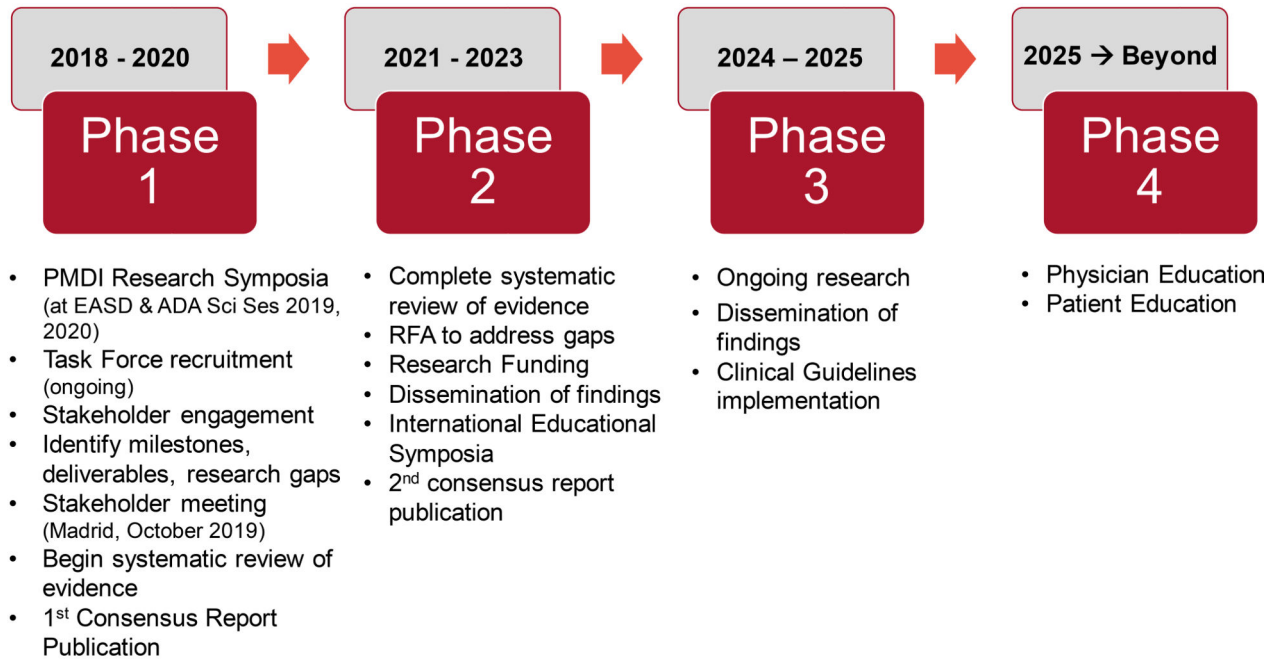 2018 - 2020
Phase
1
• PMDI Research Symposia
(at EASD & ADA Sci Ses 2019,
2020)
• Task Force recruitment
(ongoing)
• Stakeholder engagement
• Identify milestones,
deliverables, research gaps
• Stakeholder meeting
(Madrid, October 2019)
• Begin systematic review of
evidence
• 1st Consensus Report
Publication
2021 - 2023
Phase
2
• Complete systematic
review of evidence
• RFA to address gaps
• Research Funding
• Dissemination of findings
• International Educational
Symposia
• 2nd consensus report
publication
2024 – 2025
Phase
3
• Ongoing research
• Dissemination of
findings
• Clinical Guidelines
implementation
2025 → Beyond
Phase
4
• Physician Education
• Patient Education